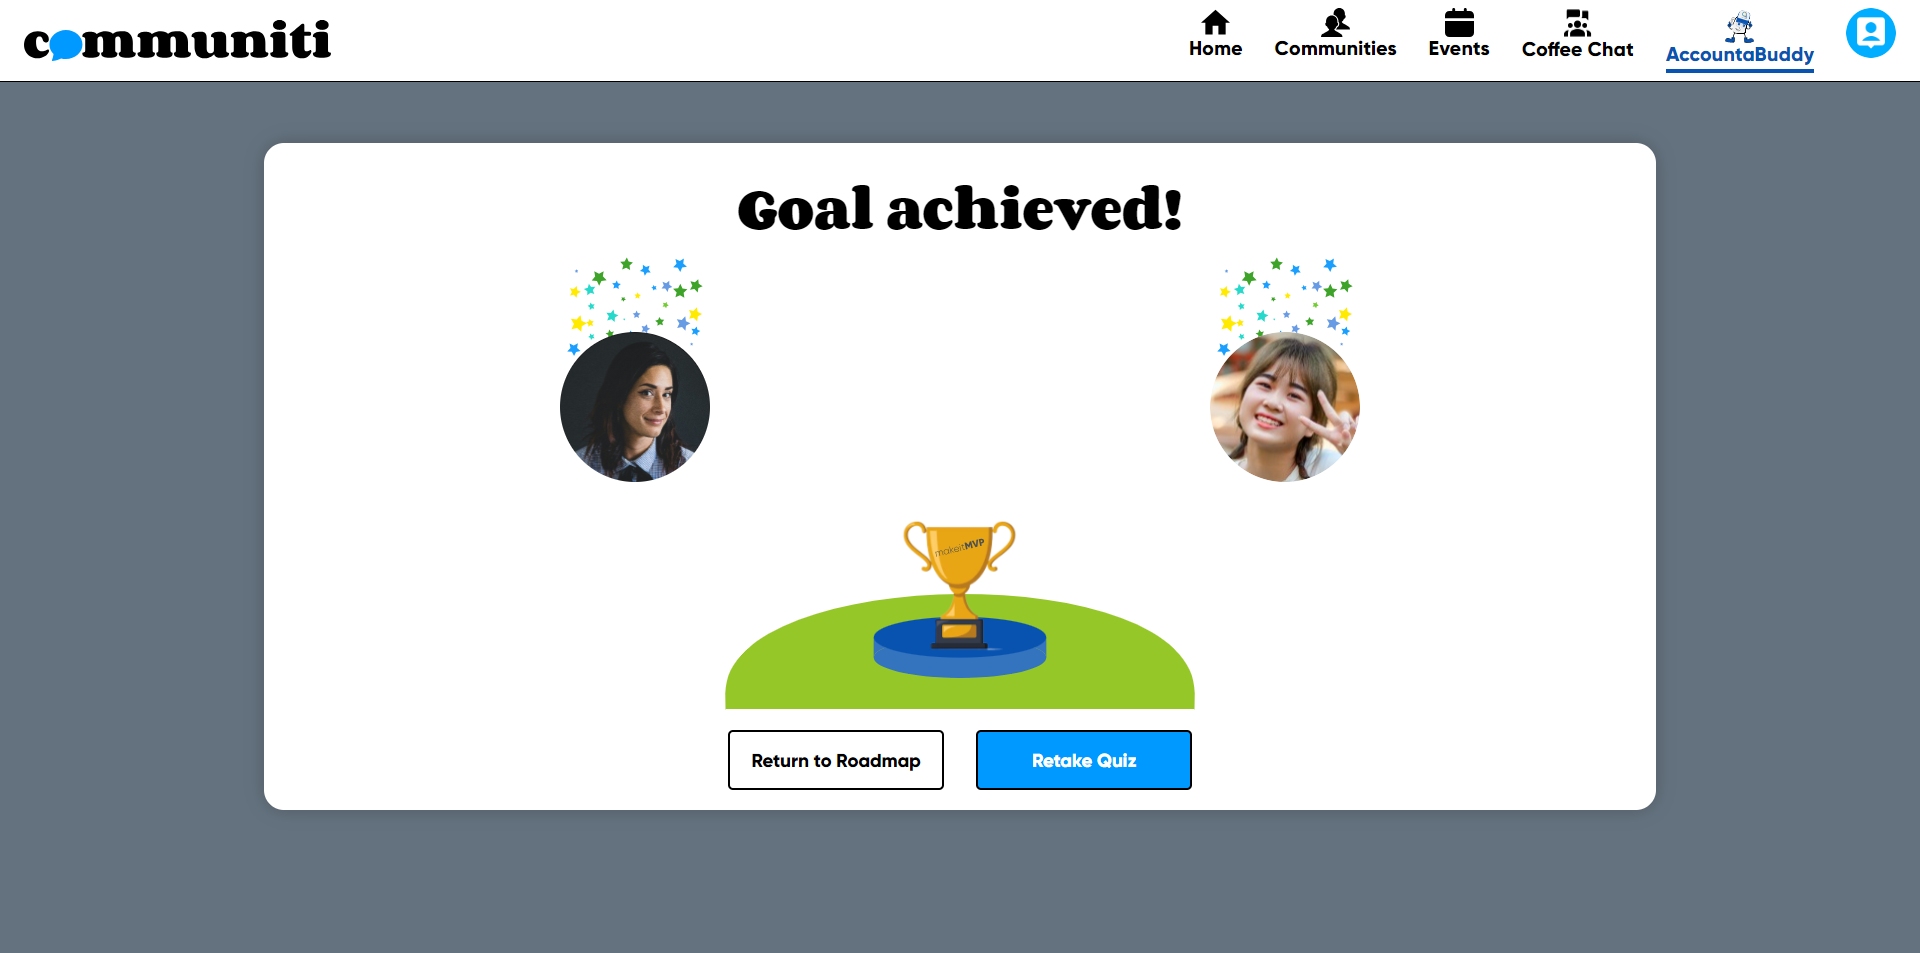 communiti
Home
Communities
Events
Coffee Chat
AccountaBuddy
Goal achieved!
makeitMVP
Return to Roadmap
Retake Quiz